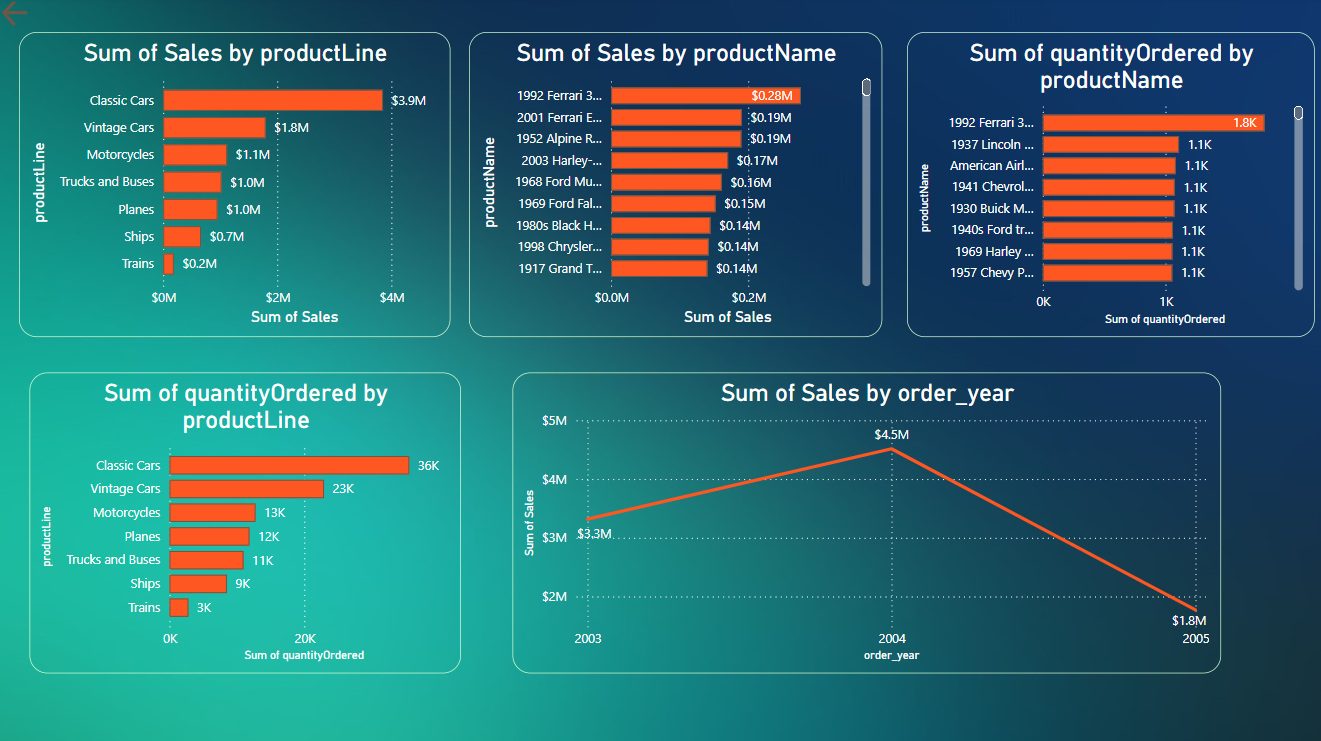 Sum of Sales by productLine
productLine
Classic Cars $3.9M
Vintage Cars $1.8M
Motorcycles $1.1M
Trucks and Buses $1.0M
Planes $1.0M
Ships $0.7M
Trains $0.2M
$0M $2M $4M
Sum of Sales
Sum of Sales by productName
productName
1992 Ferrari 3... $0.28M
2001 Ferrari E... $0.19M
1952 Alpine R... $0.19M
2003 Harley-... $0.17M
1968 Ford Mu... $0.16M
1969 Ford Fal... $0.15M
1980s Black H... $0.14M
1998 Chrysler... $0.14M
1917 Grand T... $0.14M
$0.0M $0.2M
Sum of Sales
Sum of quantityOrdered by
productName
productName
1992 Ferrari 3... 1.8K
1937 Lincoln ... 1.1K
American Airl... 1.1K
1941 Chevrol... 1.1K
1930 Buick M... 1.1K
1940s Ford tr... 1.1K
1969 Harley ... 1.1K
1957 Chevy P... 1.1K
0K 1K
Sum of quantityOrdered
Sum of quantityOrdered by
productLine
productLine
Classic Cars 36K
Vintage Cars 23K
Motorcycles 13K
Planes 12K
Trucks and Buses 11K
Ships 9K
Trains 3K
0K 20K
Sum of quantityOrdered
Sum of Sales by order_year
Sum of Sales
$5M
$4.5M
$4M
$3M
$3.3M
$2M
$1.8M
2003 2004 2005
order_year